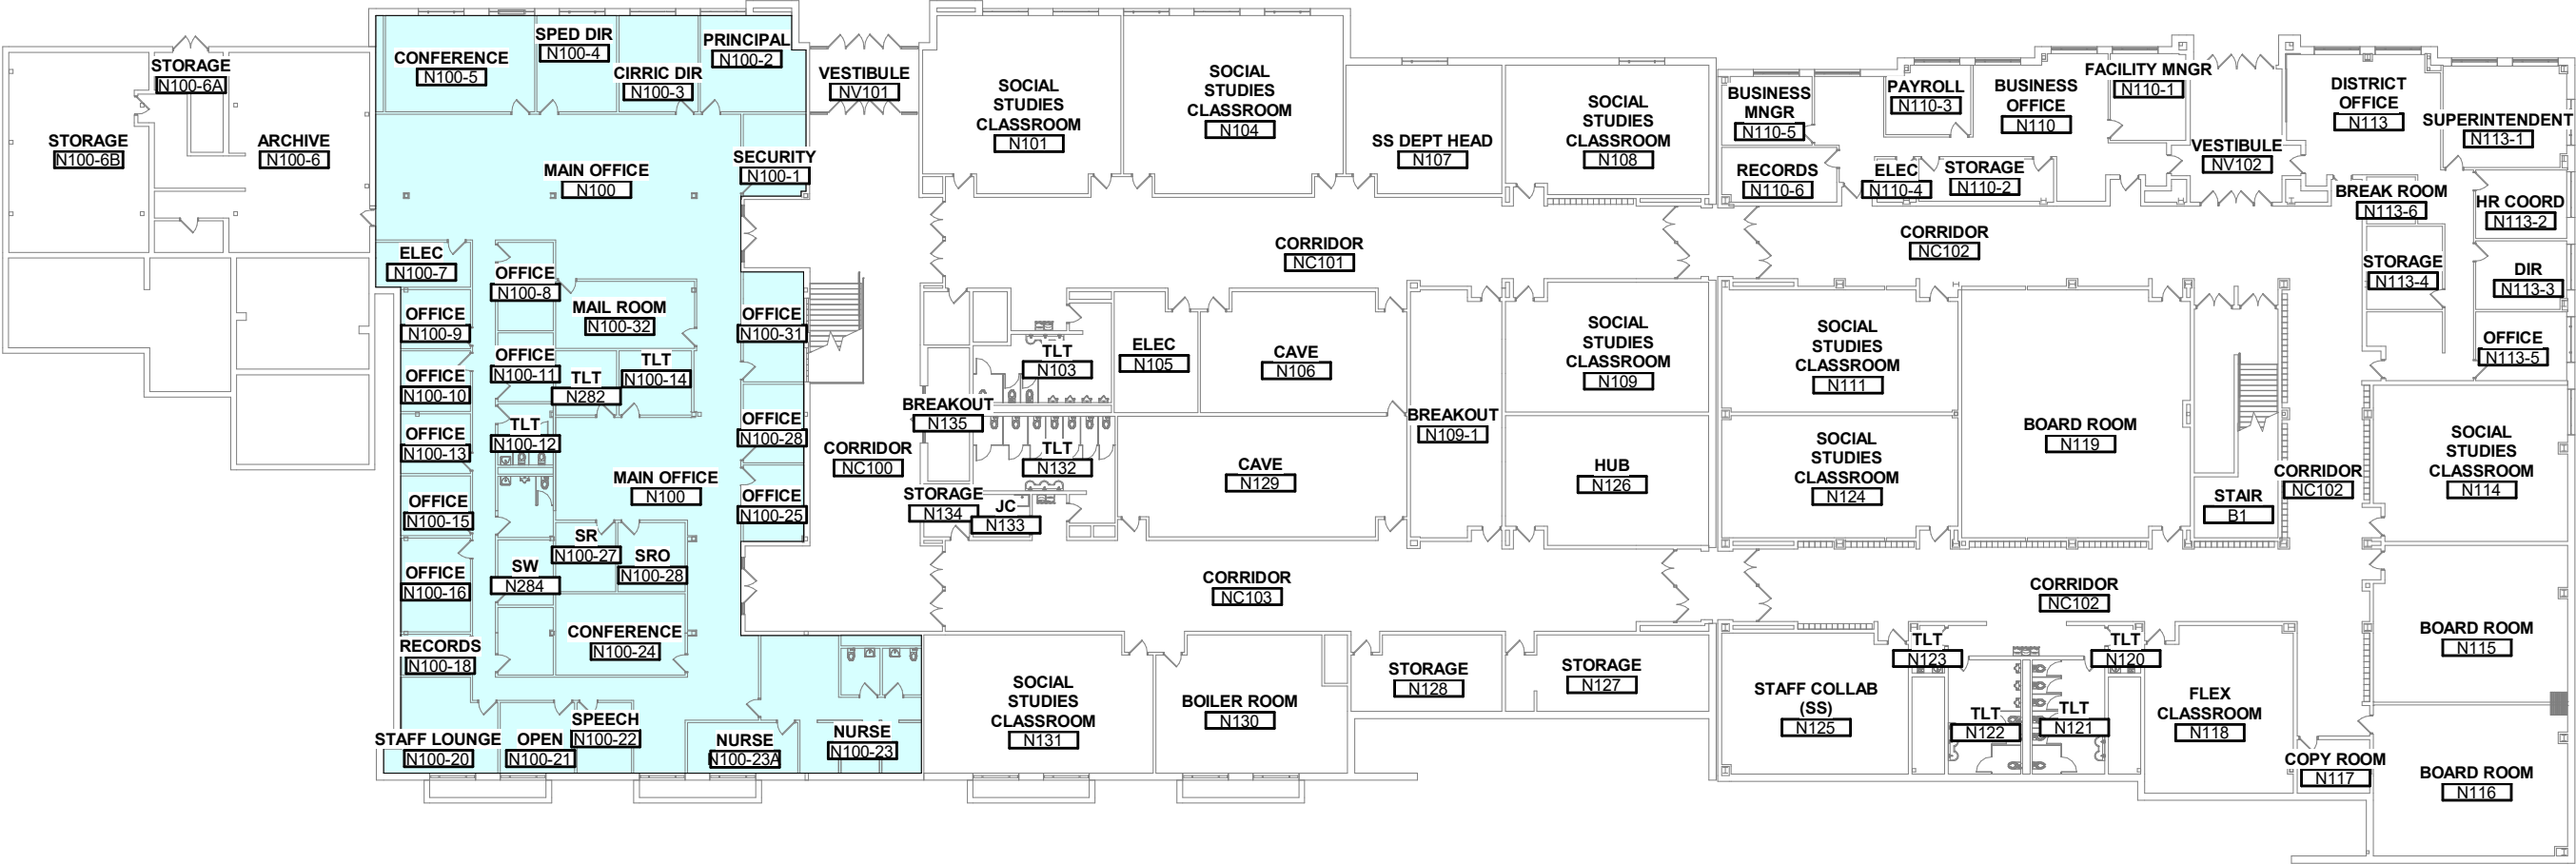 STORAGE
N100-6A
STORAGE
N100-6B
ARCHIVE
N100-6
CONFERENCE
N100-5
SPED DIR
N100-4
CIRRIC DIR
N100-3
PRINCIPAL
N100-2
VESTIBULE
NV101
SECURITY
N100-1
MAIN OFFICE
N100
ELEC
N100-7
OFFICE
N100-8
MAIL ROOM
N100-32
OFFICE
N100-9
OFFICE
N100-31
OFFICE
N100-10
OFFICE
N100-11
TLT
N282
TLT
N100-14
OFFICE
N100-13
TLT
N100-12
OFFICE
N100-28
MAIN OFFICE
N100
OFFICE
N100-15
OFFICE
N100-25
SR
N100-27
SRO
N100-28
OFFICE
N100-16
SW
N284
CONFERENCE
N100-24
RECORDS
N100-18
STAFF LOUNGE
N100-20
OPEN
N100-21
SPEECH
N100-22
NURSE
N100-23A
NURSE
N100-23
CORRIDOR
NC100
SOCIAL
STUDIES
CLASSROOM
N101
SOCIAL
STUDIES
CLASSROOM
N104
SS DEPT HEAD
N107
SOCIAL
STUDIES
CLASSROOM
N108
CORRIDOR
NC101
TLT
N103
ELEC
N105
CAVE
N106
BREAKOUT
N135
BREAKOUT
N109-1
SOCIAL
STUDIES
CLASSROOM
N109
TLT
N132
CAVE
N129
HUB
N126
STORAGE
N134
JC
N133
CORRIDOR
NC103
SOCIAL
STUDIES
CLASSROOM
N131
BOILER ROOM
N130
STORAGE
N128
STORAGE
N127
BUSINESS
MNGR
N110-5
PAYROLL
N110-3
BUSINESS
OFFICE
N110
FACILITY MNGR
N110-1
RECORDS
N110-6
ELEC
N110-4
STORAGE
N110-2
VESTIBULE
NV102
DISTRICT
OFFICE
N113
SUPERINTENDENT
N113-1
BREAK ROOM
N113-6
HR COORD
N113-2
CORRIDOR
NC102
STORAGE
N113-4
DIR
N113-3
OFFICE
N113-5
SOCIAL
STUDIES
CLASSROOM
N111
BOARD ROOM
N119
SOCIAL
STUDIES
CLASSROOM
N124
STAIR
B1
CORRIDOR
NC102
SOCIAL
STUDIES
CLASSROOM
N114
CORRIDOR
NC102
TLT
N123
TLT
N120
BOARD ROOM
N115
STAFF COLLAB
(SS)
N125
TLT
N122
TLT
N121
FLEX
CLASSROOM
N118
COPY ROOM
N117
BOARD ROOM
N116